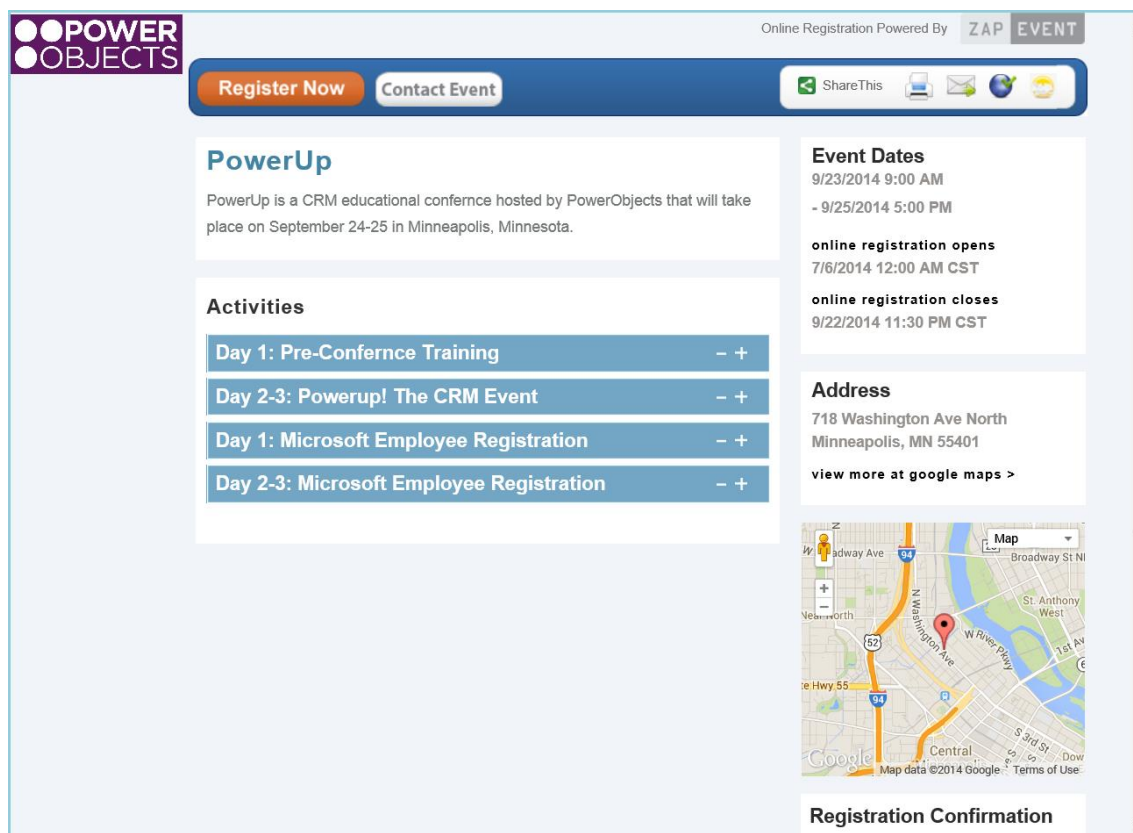 POWER
OBJECTS
Online Registration Powered By ZAP EVENT
Register Now
Contact Event
ShareThis
PowerUp
PowerUp is a CRM educational confernce hosted by PowerObjects that will take
place on September 24-25 in Minneapolis, Minnesota.
Activities
Day 1: Pre-Confernce Training - +
Day 2-3: Powerup! The CRM Event - +
Day 1: Microsoft Employee Registration - +
Day 2-3: Microsoft Employee Registration - +
Event Dates
9/23/2014 9:00 AM
- 9/25/2014 5:00 PM
online registration opens
7/6/2014 12:00 AM CST
online registration closes
9/22/2014 11:30 PM CST
Address
718 Washington Ave North
Minneapolis, MN 55401
view more at google maps >
N
Map
W
adway Ave
94
Broadway St
+
−
St. Anthony
West
N Washington Ave
Near North
52
W River Pkwy
1st Av
te Hwy 55
94
S 3rd St
Central
Dow
Google
Map data ©2014 Google
Terms of Use
Registration Confirmation